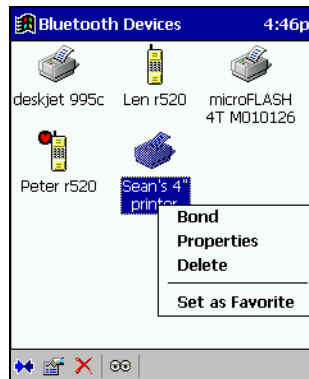 Bluetooth Devices 4:46p
deskjet 995c Len r520 microFLASH
4T M010126
Peter r520 Sean's 4"
printer
Bond
Properties
Delete
Set as Favorite